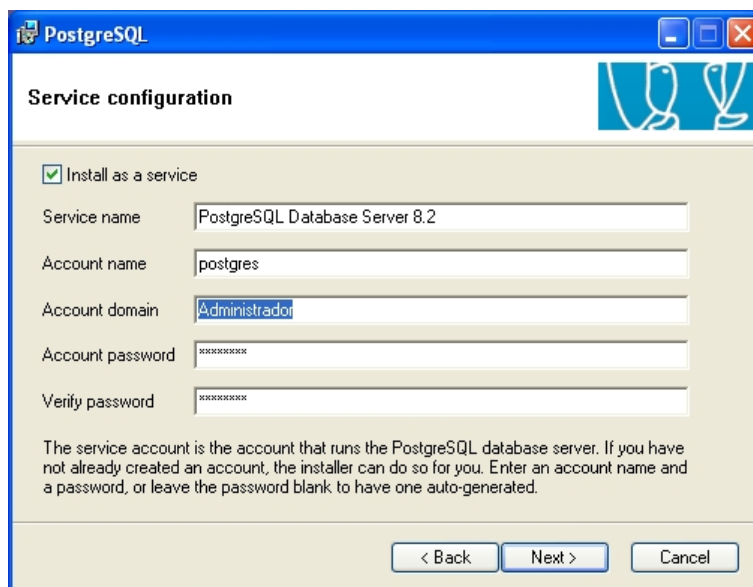 PostgreSQL
Service configuration
Install as a service
Service name PostgreSQL Database Server 8.2
Account name postgres
Account domain Administrador
Account password ********
Verify password ********
The service account is the account that runs the PostgreSQL database server. If you have
not already created an account, the installer can do so for you. Enter an account name and
a password, or leave the password blank to have one auto-generated.
< Back Next > Cancel